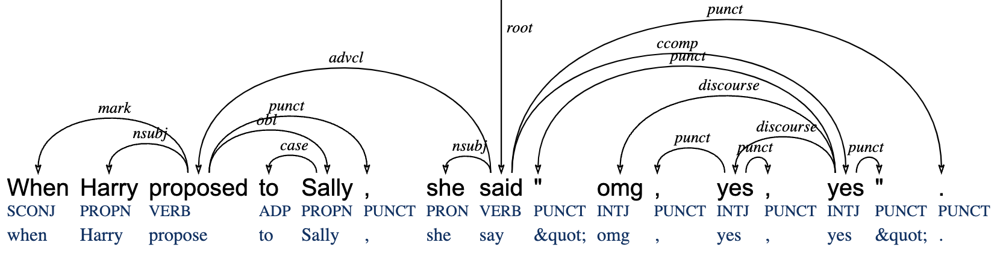 punct
root
ccomp
advcl punct
discourse
mark punct
obl
nsubj case nsubj punct discourse punct punct
When Harry proposed to Sally , she said " omg , yes , yes " .
SCONJ PROPN VERB ADP PROPN PUNCT PRON VERB PUNCT INTJ PUNCT INTJ PUNCT INTJ PUNCT PUNCT
when Harry propose to Sally , she say &quot; omg , yes , yes &quot; .